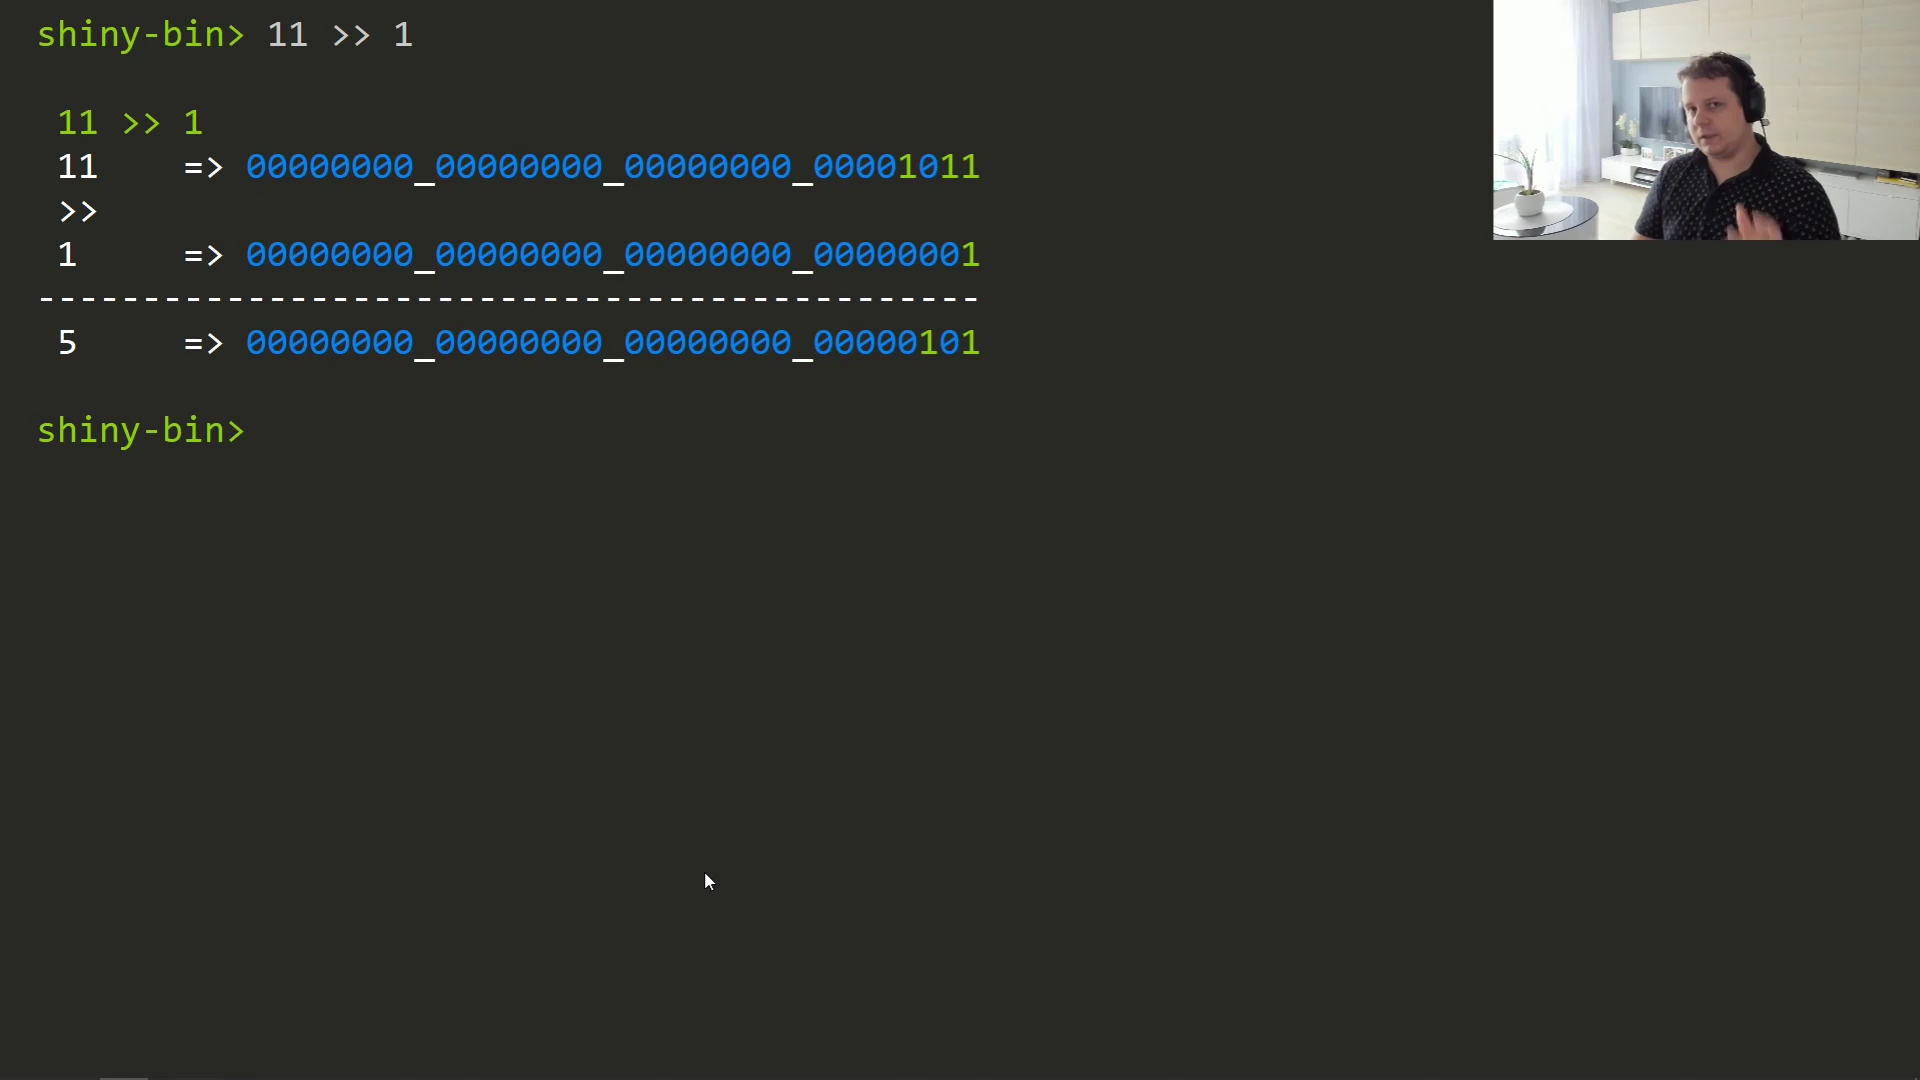 shiny-bin> 11 >> 1
11 >> 1
11 => 00000000_00000000_00000000_00001011
>>
1 => 00000000_00000000_00000000_00000001
---------------------------------------------
5 => 00000000_00000000_00000000_00000101
shiny-bin>